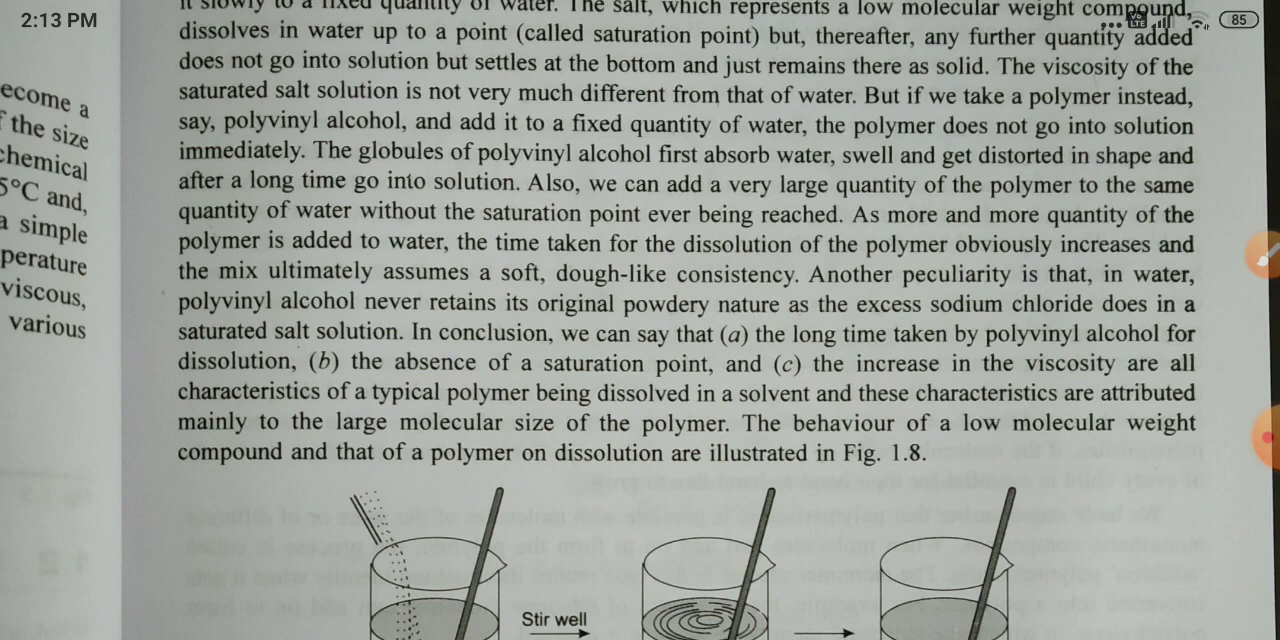 2:13 PM
Vo LTE
85
it slowly to a fixed quantity of water. The salt, which represents a low molecular weight compound,
dissolves in water up to a point (called saturation point) but, thereafter, any further quantity added
does not go into solution but settles at the bottom and just remains there as solid. The viscosity of the
saturated salt solution is not very much different from that of water. But if we take a polymer instead,
say, polyvinyl alcohol, and add it to a fixed quantity of water, the polymer does not go into solution
immediately. The globules of polyvinyl alcohol first absorb water, swell and get distorted in shape and
after a long time go into solution. Also, we can add a very large quantity of the polymer to the same
quantity of water without the saturation point ever being reached. As more and more quantity of the
polymer is added to water, the time taken for the dissolution of the polymer obviously increases and
the mix ultimately assumes a soft, dough-like consistency. Another peculiarity is that, in water,
polyvinyl alcohol never retains its original powdery nature as the excess sodium chloride does in a
saturated salt solution. In conclusion, we can say that (a) the long time taken by polyvinyl alcohol for
dissolution, (b) the absence of a saturation point, and (c) the increase in the viscosity are all
characteristics of a typical polymer being dissolved in a solvent and these characteristics are attributed
mainly to the large molecular size of the polymer. The behaviour of a low molecular weight
compound and that of a polymer on dissolution are illustrated in Fig. 1.8.
Stir well
ecome a
f the size
chemical
5°C and,
a simple
perature
viscous,
various